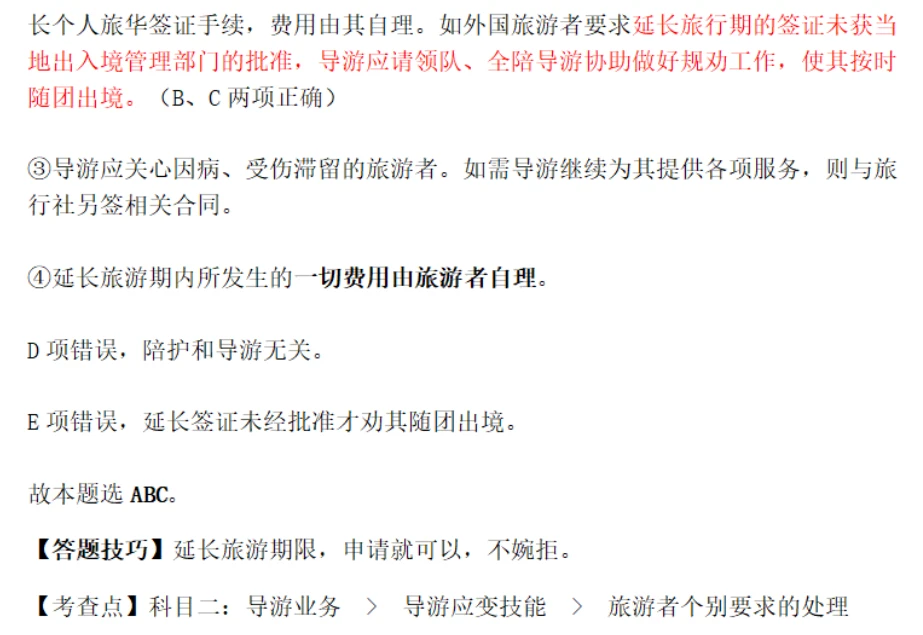 长个人旅华签证手续，费用由其自理。如外国旅游者要求延长旅行期的签证未获当
地出入境管理部门的批准，导游应请领队、全陪导游协助做好规劝工作，使其按时
随团出境。（B、C 两项正确）
③导游应关心因病、受伤滞留的旅游者。如需导游继续为其提供各项服务，则与旅
行社另签相关合同。
④延长旅游期内所发生的一切费用由旅游者自理。
D 项错误，陪护和导游无关。
E 项错误，延长签证未经批准才劝其随团出境。
故本题选 ABC。
【答题技巧】延长旅游期限，申请就可以，不婉拒。
【考查点】科目二：导游业务 > 导游应变技能 > 旅游者个别要求的处理